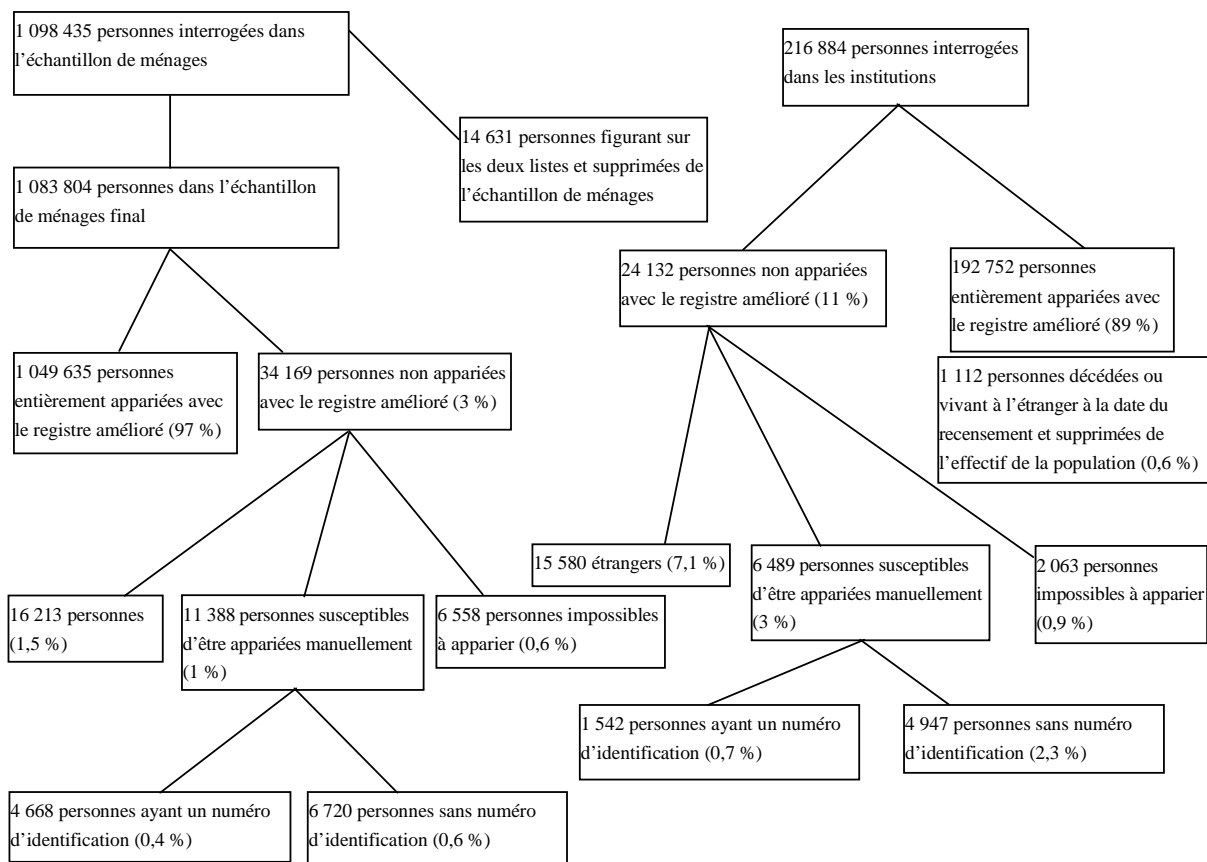 1 098 435 personnes interrogées dans
l’échantillon de ménages
216 884 personnes interrogées
dans les institutions
14 631 personnes figurant sur
les deux listes et supprimées de
l’échantillon de ménages
1 083 804 personnes dans l’échantillon
de ménages final
24 132 personnes non appariées
avec le registre amélioré (11 %)
192 752 personnes
entièrement appariées avec
le registre amélioré (89 %)
1 049 635 personnes
entièrement appariées avec
le registre amélioré (97 %)
34 169 personnes non appariées
avec le registre amélioré (3 %)
1 112 personnes décédées ou
vivant à l’étranger à la date du
recensement et supprimées de
l’effectif de la population (0,6 %)
15 580 étrangers (7,1 %)
6 489 personnes susceptibles
d’être appariées manuellement
(3 %)
2 063 personnes
impossibles à apparier
(0,9 %)
16 213 personnes
(1,5 %)
11 388 personnes susceptibles
d’être appariées manuellement
(1 %)
6 558 personnes impossibles
à apparier (0,6 %)
1 542 personnes ayant un numéro
d’identification (0,7 %)
4 947 personnes sans numéro
d’identification (2,3 %)
4 668 personnes ayant un numéro
d’identification (0,4 %)
6 720 personnes sans numéro
d’identification (0,6 %)